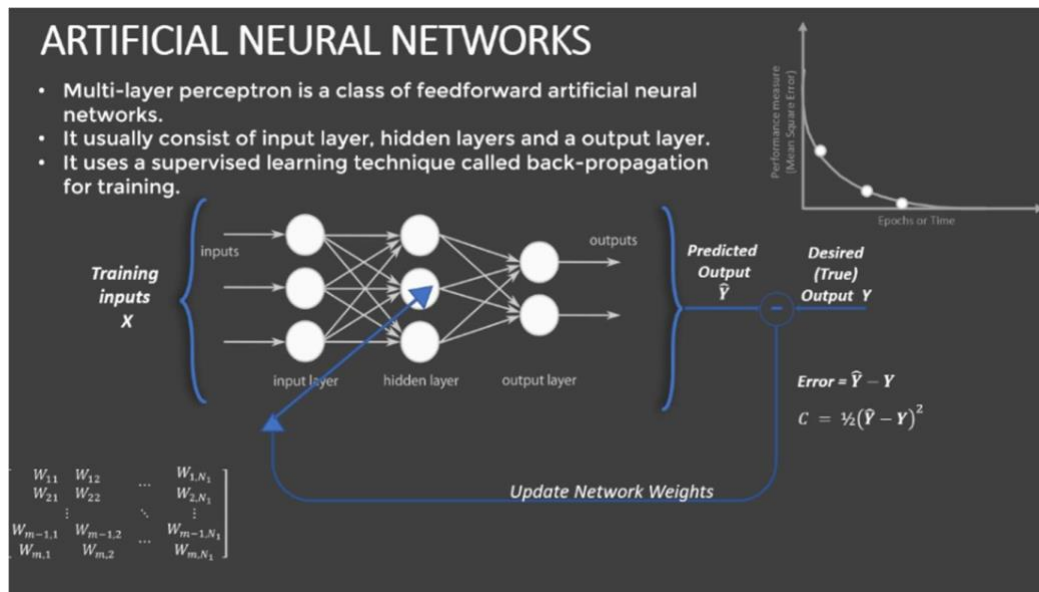 ARTIFICIAL NEURAL NETWORKS
• Multi-layer perceptron is a class of feedforward artificial neural
networks.
• It usually consist of input layer, hidden layers and a output layer.
• It uses a supervised learning technique called back-propagation
for training.
Performance measure
(Mean Square Error)
Epochs or Time
Training
inputs
X
inputs
outputs
input layer
hidden layer
output layer
Predicted
Output
Ŷ
−
Desired
(True)
Output Y
Error = Ŷ − Y
C = ½(Ŷ − Y)²
Update Network Weights
W₁₁ W₁₂ … W₁,N₁
W₂₁ W₂₂ W₂,N₁
⋮ ⋱ ⋮
Wₘ₋₁,₁ Wₘ₋₁,₂ … Wₘ₋₁,N₁
Wₘ,₁ Wₘ,₂ Wₘ,N₁